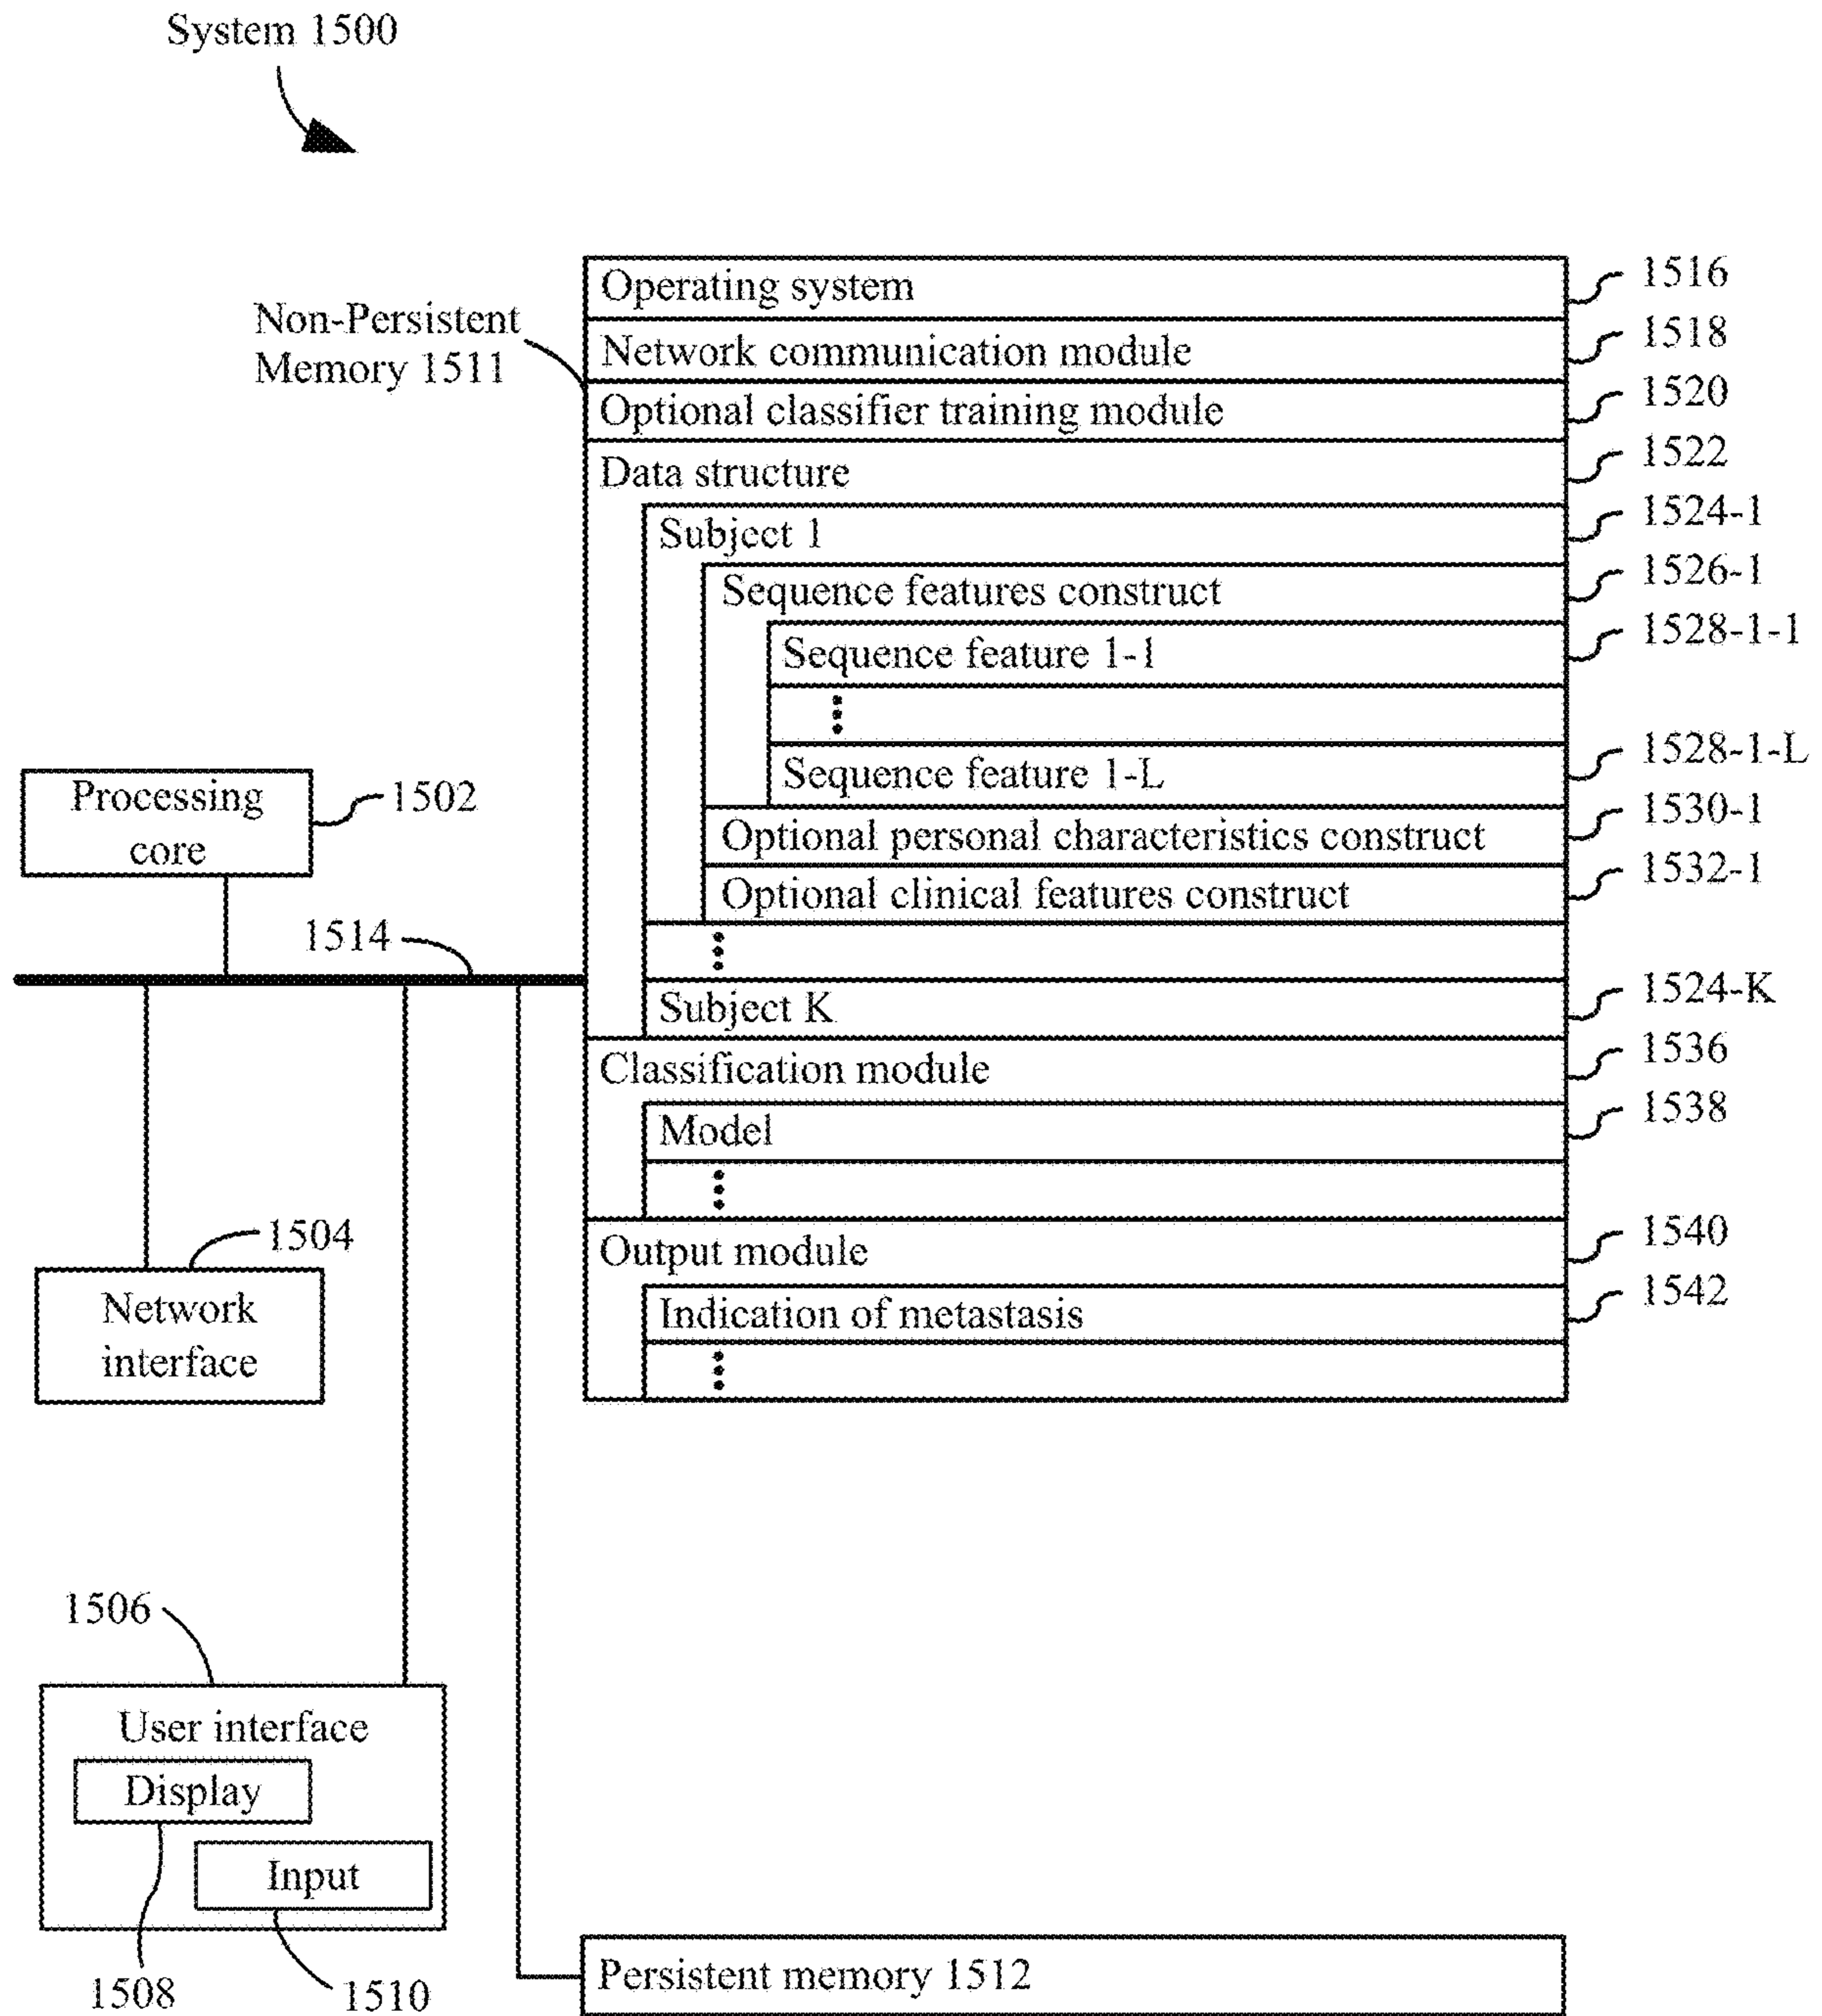 System 1500
Non-Persistent
Memory 1511
Operating system
1516
Network communication module
1518
Optional classifier training module
1520
Data structure
1522
Subject 1
1524-1
Sequence features construct
1526-1
Sequence feature 1-1
1528-1-1
Sequence feature 1-L
1528-1-L
Optional personal characteristics construct
1530-1
Optional clinical features construct
1532-1
Subject K
1524-K
Classification module
1536
Model
1538
Output module
1540
Indication of metastasis
1542
Processing
core
1502
1514
1504
Network
interface
1506
User interface
Display
Input
1508
1510
Persistent memory 1512